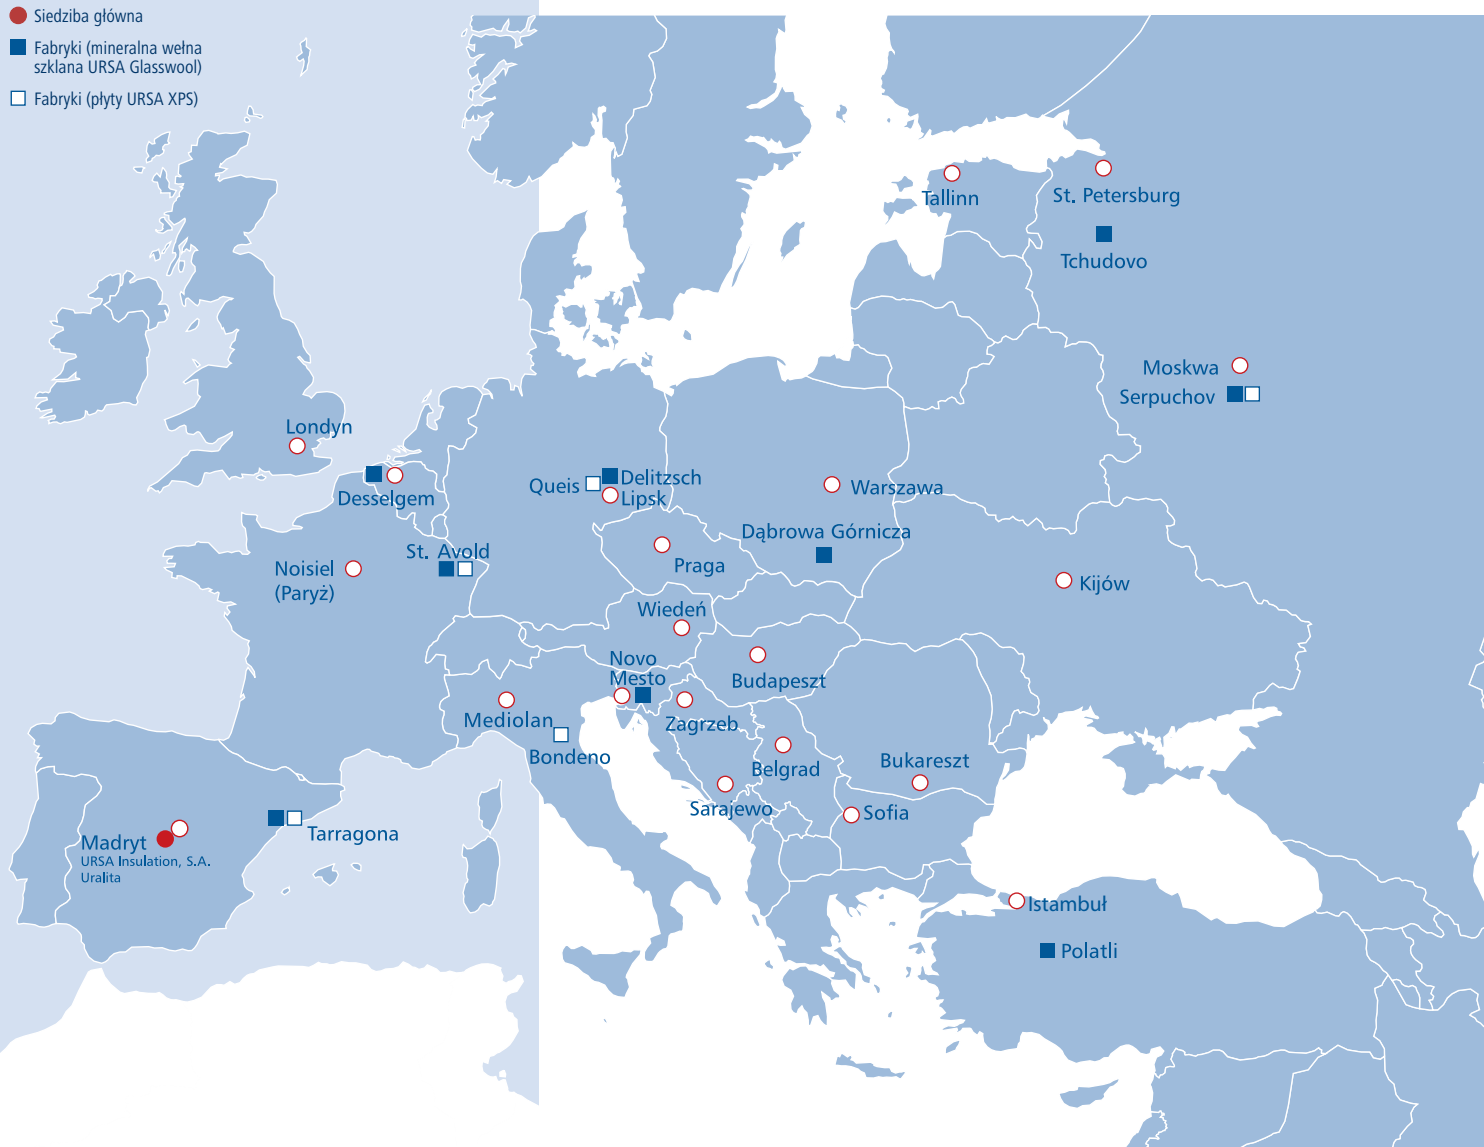 Siedziba główna
Fabryki (mineralna wełna
szklana URSA Glasswool)
Fabryki (płyty URSA XPS)
Tallinn
St. Petersburg
Tchudovo
Moskwa
Serpuchov
Londyn
Desselgem
Queis
Delitzsch
Lipsk
Warszawa
Dąbrowa Górnicza
St. Avold
Noisiel
(Paryż)
Praga
Kijów
Wiedeń
Novo
Mesto
Budapeszt
Mediolan
Zagrzeb
Bondeno
Belgrad
Bukareszt
Sarajewo
Sofia
Tarragona
Madryt
URSA Insulation, S.A.
Uralita
Istambuł
Polatli